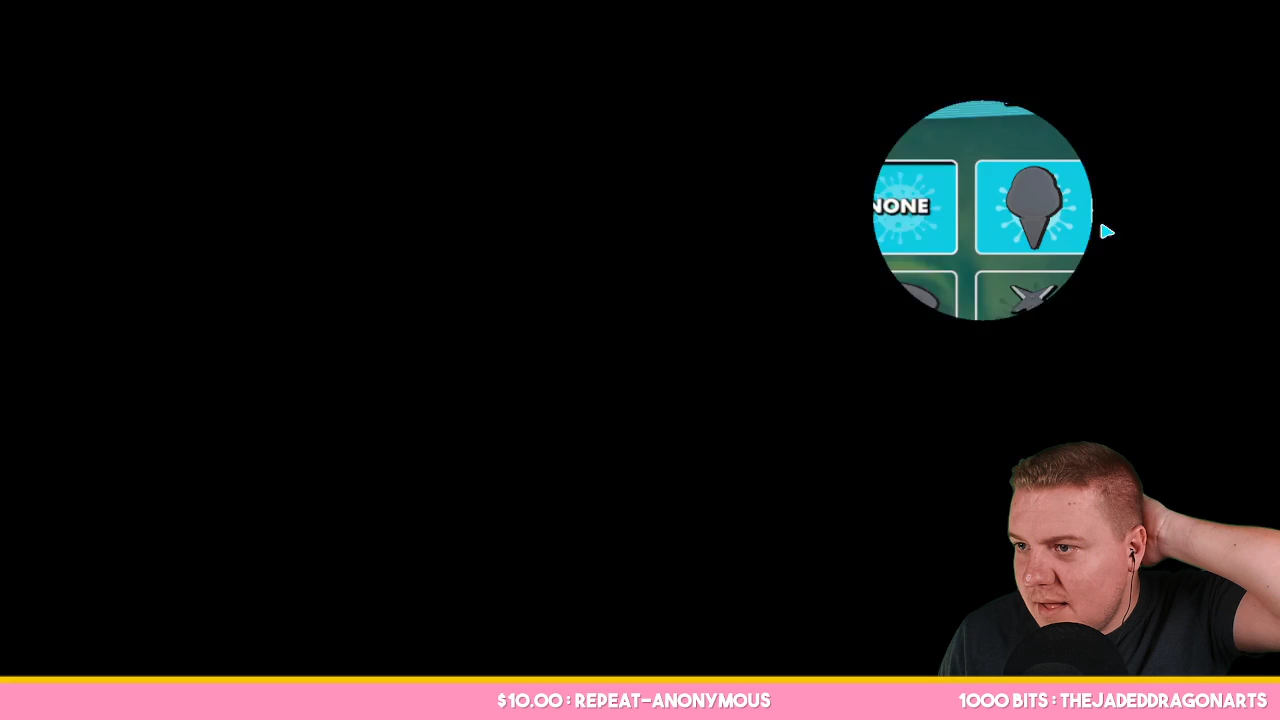 NONE
$10.00 : REPEAT-ANONYMOUS
1000 BITS : THEJADEDDRAGONARTS